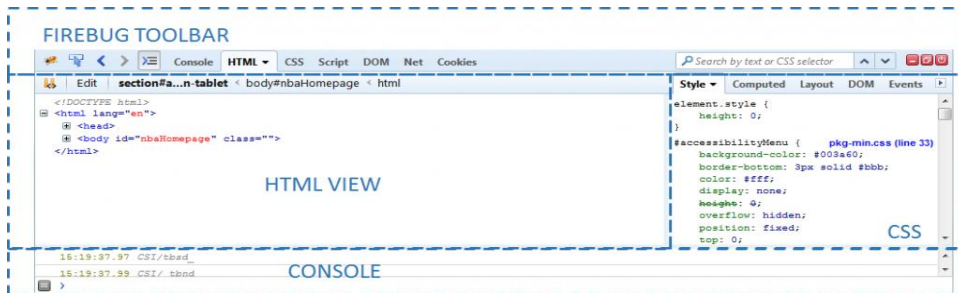 FIREBUG TOOLBAR
Console HTML CSS Script DOM Net Cookies
Search by text or CSS selector
Edit section#a...n-tablet < body#nbaHomepage < html
Style Computed Layout DOM Events
<!DOCTYPE html>
<html lang="en">
<head>
<body id="nbaHomepage" class="">
</html>
HTML VIEW
element.style {
height: 0;
}
#accessibilityMenu { pkg-min.css (line 33)
background-color: #003a60;
border-bottom: 3px solid #bbb;
color: #fff;
display: none;
height: 0;
overflow: hidden;
position: fixed;
top: 0;
CSS
15:19:37.97 CSI/tbsd_
15:19:37.99 CSI/ tbnd
CONSOLE
>